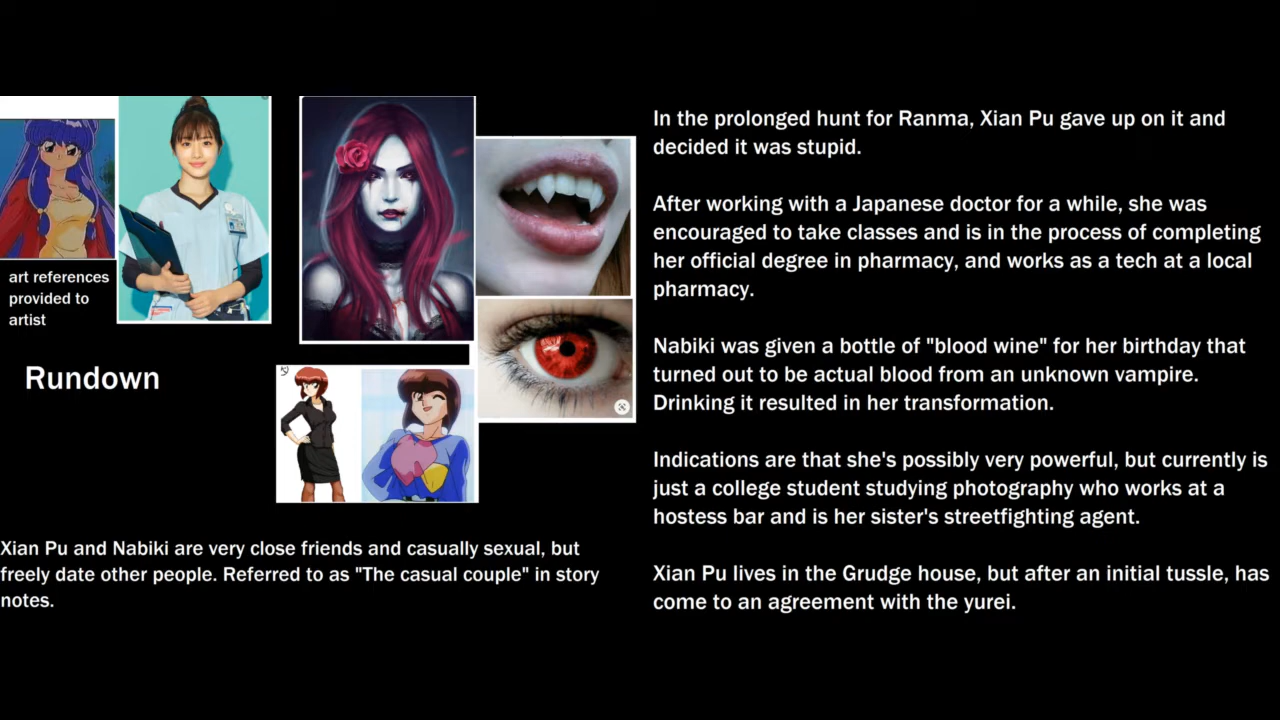 art references
provided to
artist
Rundown
Xian Pu and Nabiki are very close friends and casually sexual, but
freely date other people. Referred to as "The casual couple" in story
notes.
In the prolonged hunt for Ranma, Xian Pu gave up on it and
decided it was stupid.
After working with a Japanese doctor for a while, she was
encouraged to take classes and is in the process of completing
her official degree in pharmacy, and works as a tech at a local
pharmacy.
Nabiki was given a bottle of "blood wine" for her birthday that
turned out to be actual blood from an unknown vampire.
Drinking it resulted in her transformation.
Indications are that she's possibly very powerful, but currently is
just a college student studying photography who works at a
hostess bar and is her sister's streetfighting agent.
Xian Pu lives in the Grudge house, but after an initial tussle, has
come to an agreement with the yurei.